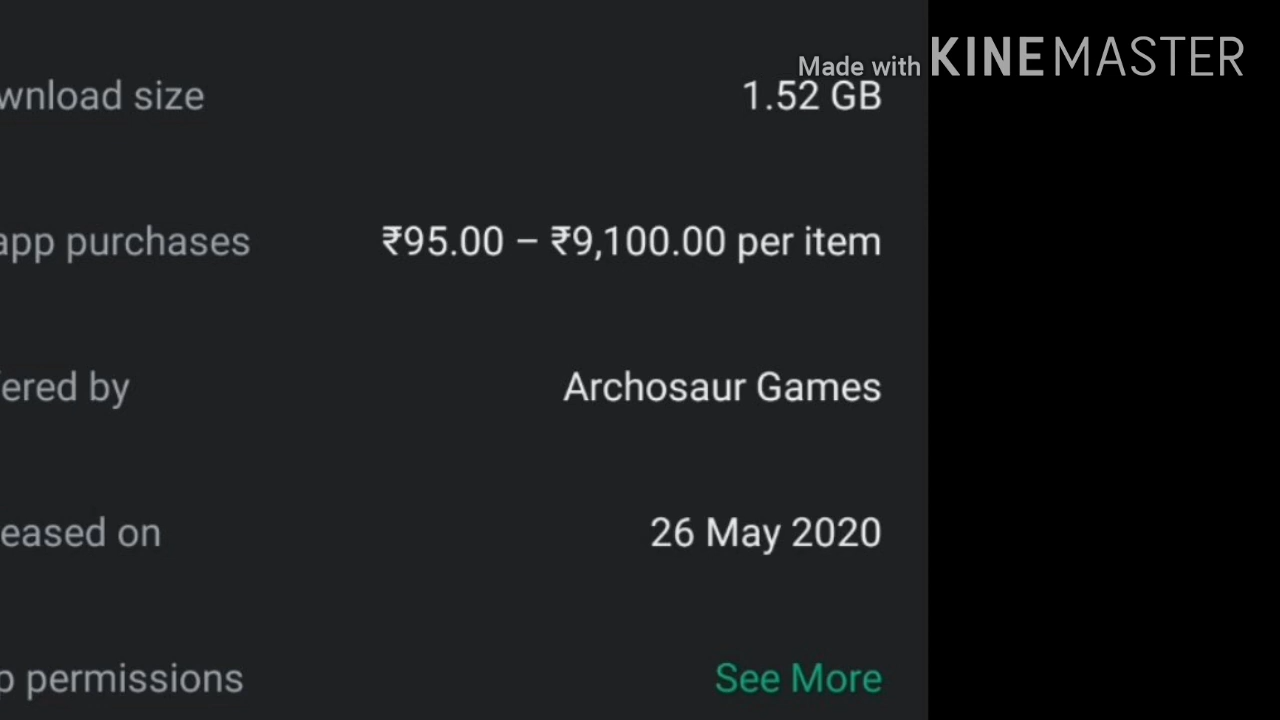 Made with KINEMASTER
wnload size 1.52 GB
app purchases ₹95.00 – ₹9,100.00 per item
ered by Archosaur Games
eased on 26 May 2020
p permissions See More